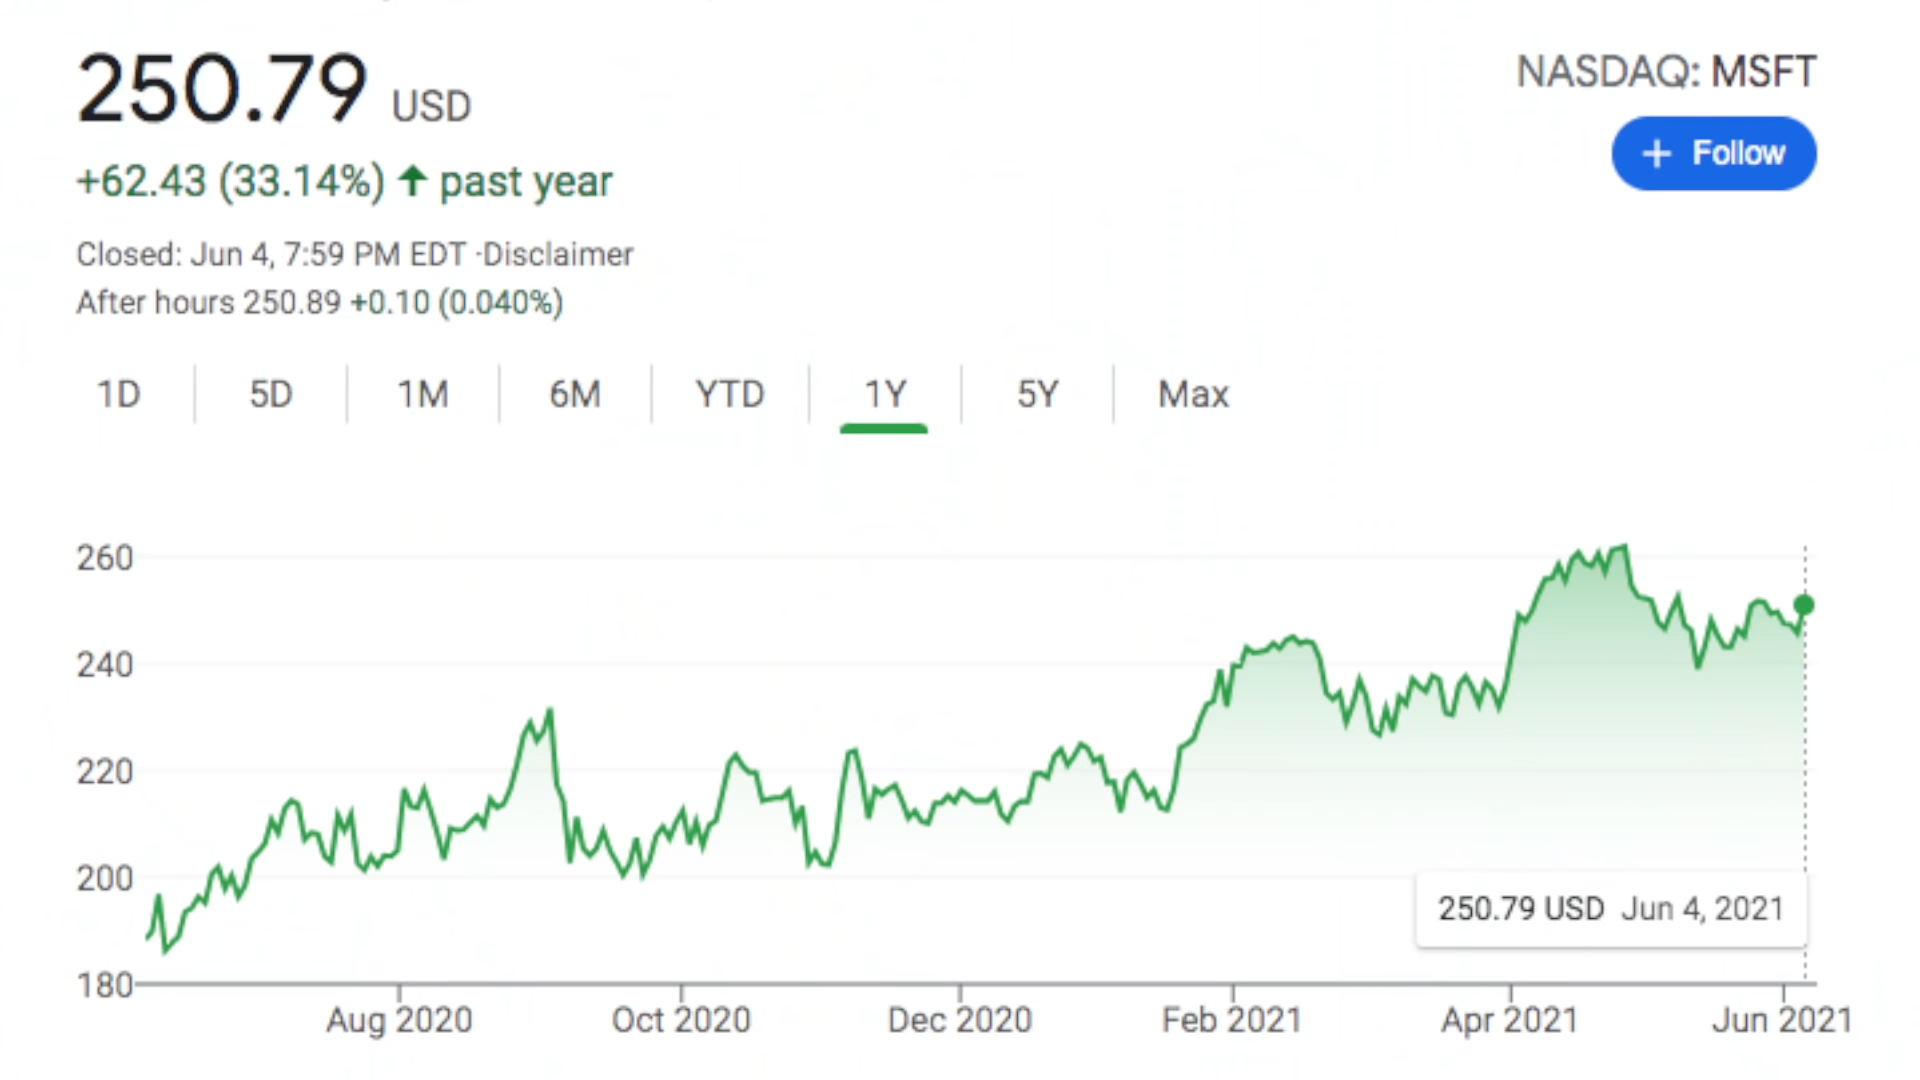 250.79 USD
NASDAQ: MSFT
+ Follow
+62.43 (33.14%) ↑ past year
Closed: Jun 4, 7:59 PM EDT ·Disclaimer
After hours 250.89 +0.10 (0.040%)
1D 5D 1M 6M YTD 1Y 5Y Max
260
240
220
200
180
250.79 USD Jun 4, 2021
Aug 2020 Oct 2020 Dec 2020 Feb 2021 Apr 2021 Jun 2021